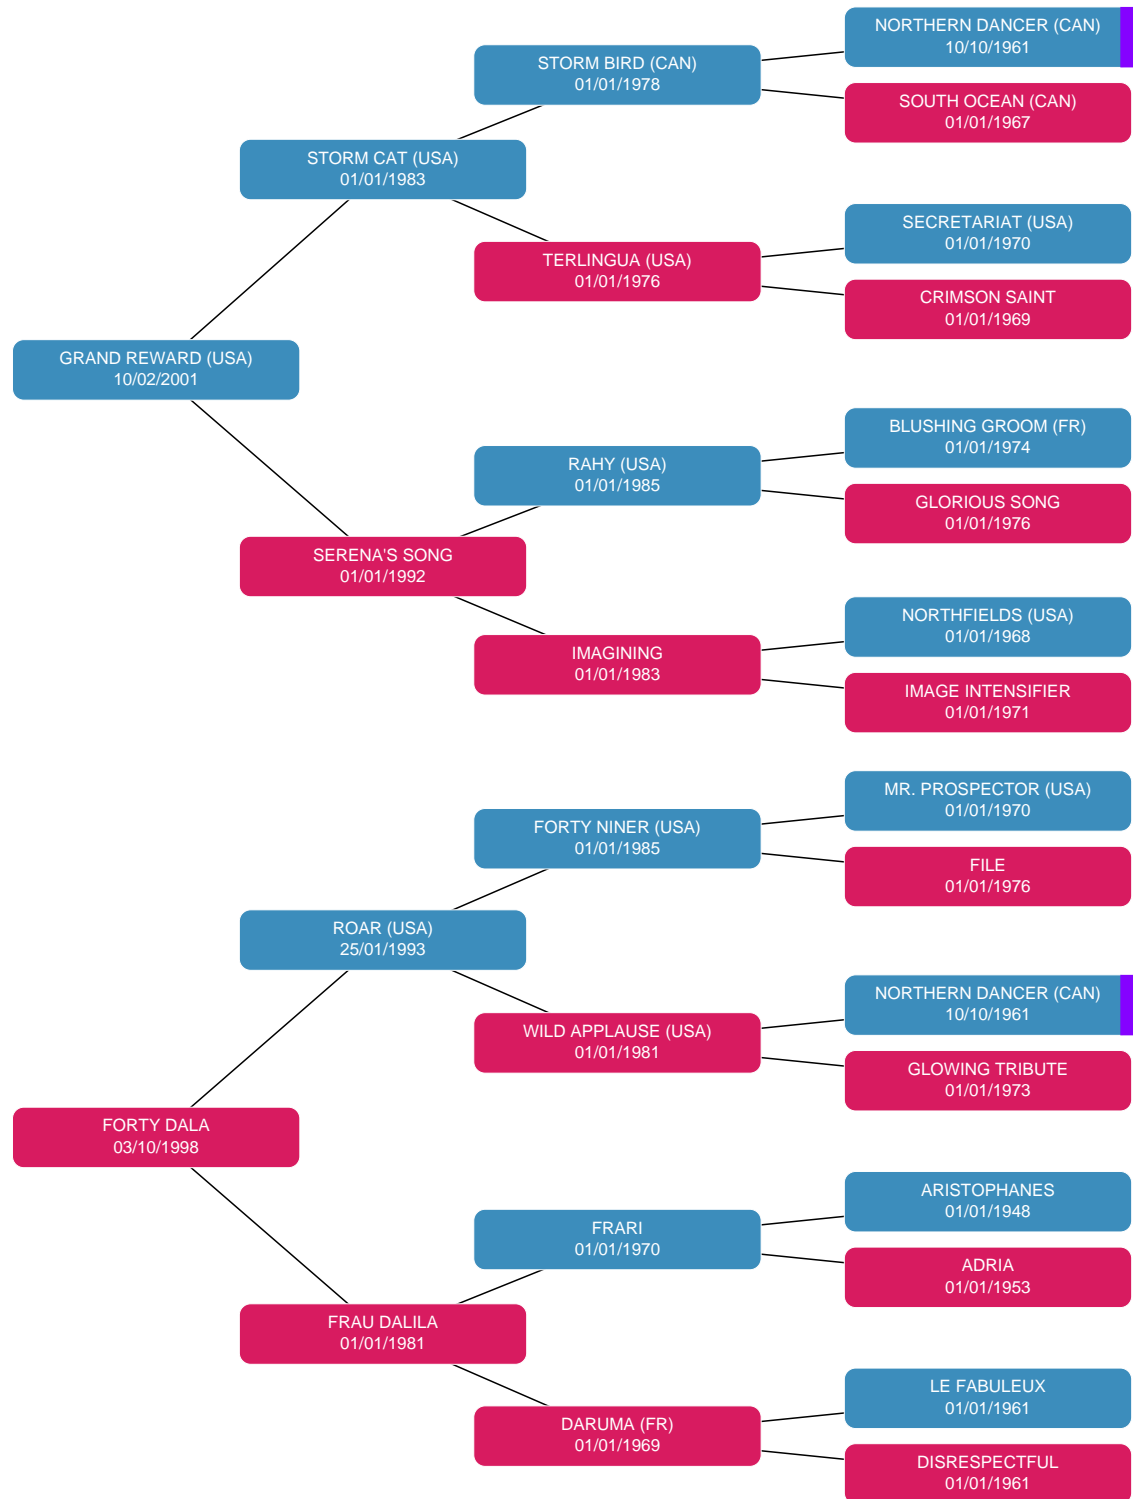 NORTHERN DANCER (CAN)
10/10/1961
STORM BIRD (CAN)
01/01/1978
SOUTH OCEAN (CAN)
01/01/1967
STORM CAT (USA)
01/01/1983
SECRETARIAT (USA)
01/01/1970
TERLINGUA (USA)
01/01/1976
CRIMSON SAINT
01/01/1969
GRAND REWARD (USA)
10/02/2001
BLUSHING GROOM (FR)
01/01/1974
RAHY (USA)
01/01/1985
GLORIOUS SONG
01/01/1976
SERENA'S SONG
01/01/1992
NORTHFIELDS (USA)
01/01/1968
IMAGINING
01/01/1983
IMAGE INTENSIFIER
01/01/1971
MR. PROSPECTOR (USA)
01/01/1970
FORTY NINER (USA)
01/01/1985
FILE
01/01/1976
ROAR (USA)
25/01/1993
NORTHERN DANCER (CAN)
10/10/1961
WILD APPLAUSE (USA)
01/01/1981
GLOWING TRIBUTE
01/01/1973
FORTY DALA
03/10/1998
ARISTOPHANES
01/01/1948
FRARI
01/01/1970
ADRIA
01/01/1953
FRAU DALILA
01/01/1981
LE FABULEUX
01/01/1961
DARUMA (FR)
01/01/1969
DISRESPECTFUL
01/01/1961